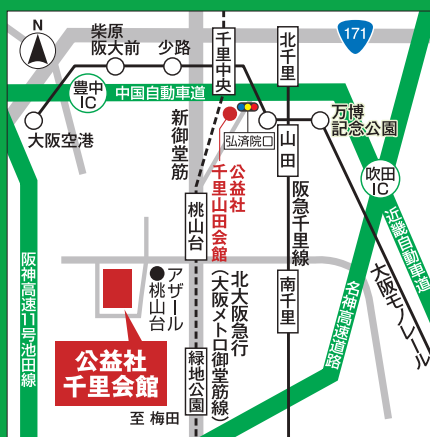 N
柴原
阪大前
少路
千里中央
北千里
171
豊中
IC
中国自動車道
大阪空港
新御堂筋
弘済院
山田
万博
記念公園
公益社
千里山田会館
吹田
IC
桃山台
阪急千里線
近畿自動車道
阪神高速11号池田線
アザール
桃山台
北大阪急行
(大阪メトロ御堂筋線)
南千里
名神高速道路
大阪モノレール
公益社
千里会館
緑地公園
至 梅田